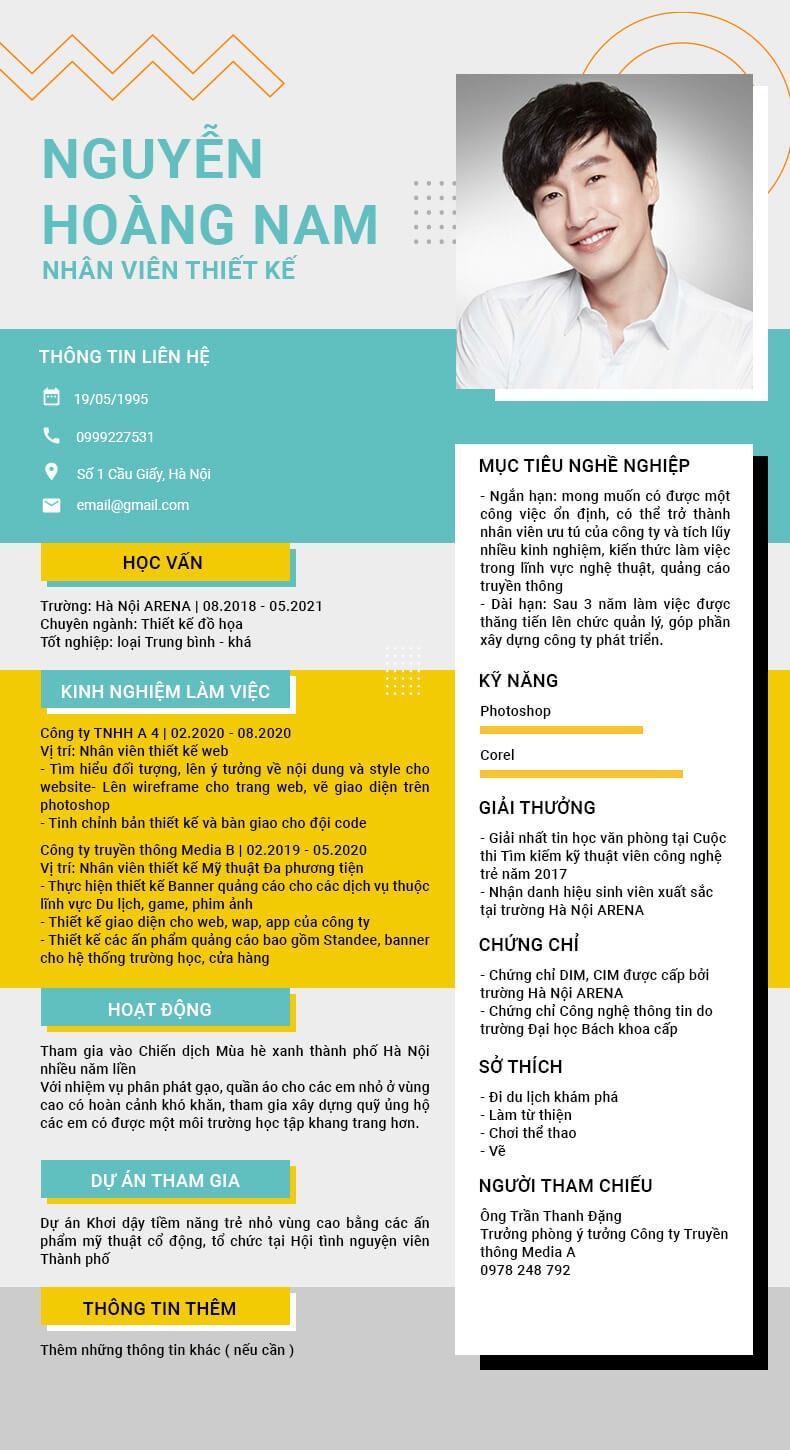 NGUYỄN
HOÀNG NAM
NHÂN VIÊN THIẾT KẾ
THÔNG TIN LIÊN HỆ
19/05/1995
0999227531
Số 1 Cầu Giấy, Hà Nội
email@gmail.com
HỌC VẤN
Trường: Hà Nội ARENA | 08.2018 - 05.2021
Chuyên ngành: Thiết kế đồ họa
Tốt nghiệp: loại Trung bình - khá
KINH NGHIỆM LÀM VIỆC
Công ty TNHH A 4 | 02.2020 - 08.2020
Vị trí: Nhân viên thiết kế web
- Tìm hiểu đối tượng, lên ý tưởng về nội dung và style cho
website- Lên wireframe cho trang web, vẽ giao diện trên
photoshop
- Tinh chỉnh bản thiết kế và bàn giao cho đội code
Công ty truyền thông Media B | 02.2019 - 05.2020
Vị trí: Nhân viên thiết kế Mỹ thuật Đa phương tiện
- Thực hiện thiết kế Banner quảng cáo cho các dịch vụ thuộc
lĩnh vực Du lịch, game, phim ảnh
- Thiết kế giao diện cho web, wap, app của công ty
- Thiết kế các ấn phẩm quảng cáo bao gồm Standee, banner
cho hệ thống trường học, cửa hàng
HOẠT ĐỘNG
Tham gia vào Chiến dịch Mùa hè xanh thành phố Hà Nội
nhiều năm liền
Với nhiệm vụ phân phát gạo, quần áo cho các em nhỏ ở vùng
cao có hoàn cảnh khó khăn, tham gia xây dựng quỹ ủng hộ
các em có được một môi trường học tập khang trang hơn.
DỰ ÁN THAM GIA
Dự án Khơi dậy tiềm năng trẻ nhỏ vùng cao bằng các ấn
phẩm mỹ thuật cổ động, tổ chức tại Hội tình nguyện viên
Thành phố
THÔNG TIN THÊM
Thêm những thông tin khác ( nếu cần )
MỤC TIÊU NGHỀ NGHIỆP
- Ngắn hạn: mong muốn có được một
công việc ổn định, có thể trở thành
nhân viên ưu tú của công ty và tích lũy
nhiều kinh nghiệm, kiến thức làm việc
trong lĩnh vực nghệ thuật, quảng cáo
truyền thông
- Dài hạn: Sau 3 năm làm việc được
thăng tiến lên chức quản lý, góp phần
xây dựng công ty phát triển.
KỸ NĂNG
Photoshop
Corel
GIẢI THƯỞNG
- Giải nhất tin học văn phòng tại Cuộc
thi Tìm kiếm kỹ thuật viên công nghệ
trẻ năm 2017
- Nhận danh hiệu sinh viên xuất sắc
tại trường Hà Nội ARENA
CHỨNG CHỈ
- Chứng chỉ DIM, CIM được cấp bởi
trường Hà Nội ARENA
- Chứng chỉ Công nghệ thông tin do
trường Đại học Bách khoa cấp
SỞ THÍCH
- Đi du lịch khám phá
- Làm từ thiện
- Chơi thể thao
- Vẽ
NGƯỜI THAM CHIẾU
Ông Trần Thanh Đặng
Trưởng phòng ý tưởng Công ty Truyền
thông Media A
0978 248 792